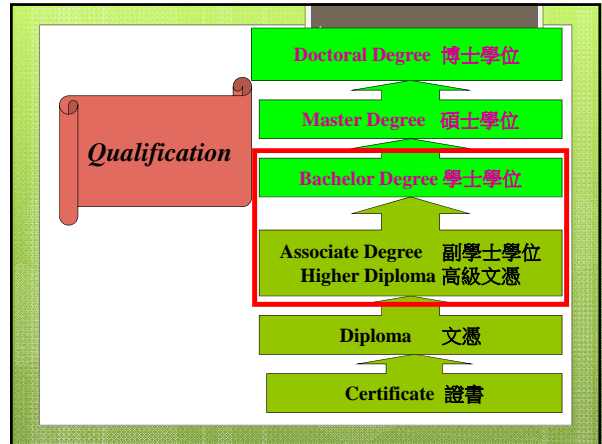 Doctoral Degree 博士學位
Master Degree 碩士學位
Qualification
Bachelor Degree 學士學位
Associate Degree 副學士學位
Higher Diploma 高級文憑
Diploma 文憑
Certificate 證書